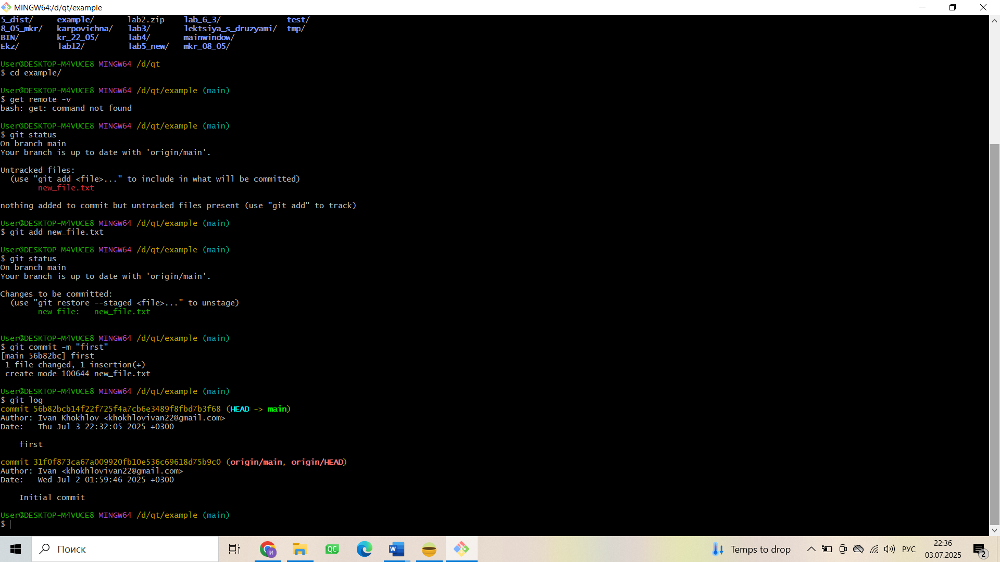 MINGW64:/d/qt/example
5_dist/     example/      lab2.zip    lab_6_3/              test/
8_05_mkr/   karpovichna/   lab3/       lektsiya_s_druzyami/  tmp/
BIN/        kr_22_05/     lab4/       mainwindow/
Ekz/        lab12/        lab5_new/   mkr_08_05/

User@DESKTOP-M4VUCE8 MINGW64 /d/qt
$ cd example/

User@DESKTOP-M4VUCE8 MINGW64 /d/qt/example (main)
$ get remote -v
bash: get: command not found

User@DESKTOP-M4VUCE8 MINGW64 /d/qt/example (main)
$ git status
On branch main
Your branch is up to date with 'origin/main'.

Untracked files:
  (use "git add <file>..." to include in what will be committed)
        new_file.txt

nothing added to commit but untracked files present (use "git add" to track)

User@DESKTOP-M4VUCE8 MINGW64 /d/qt/example (main)
$ git add new_file.txt

User@DESKTOP-M4VUCE8 MINGW64 /d/qt/example (main)
$ git status
On branch main
Your branch is up to date with 'origin/main'.

Changes to be committed:
  (use "git restore --staged <file>..." to unstage)
        new file:   new_file.txt

User@DESKTOP-M4VUCE8 MINGW64 /d/qt/example (main)
$ git commit -m "first"
[main 56b82bc] first
 1 file changed, 1 insertion(+)
 create mode 100644 new_file.txt

User@DESKTOP-M4VUCE8 MINGW64 /d/qt/example (main)
$ git log
commit 56b82bcb14f22f725f4a7cb6e3489f8fbd7b3f68 (HEAD -> main)
Author: Ivan Khokhlov <khokhlovivan22@gmail.com>
Date:   Thu Jul 3 22:32:05 2025 +0300

    first

commit 31f0f873ca67a009920fb10e536c69618d75b9c0 (origin/main, origin/HEAD)
Author: Ivan <khokhlovivan22@gmail.com>
Date:   Wed Jul 2 01:59:46 2025 +0300

    Initial commit

User@DESKTOP-M4VUCE8 MINGW64 /d/qt/example (main)
$
Поиск
И
QC
W
Temps to drop
РУС
22:36
03.07.2025
2